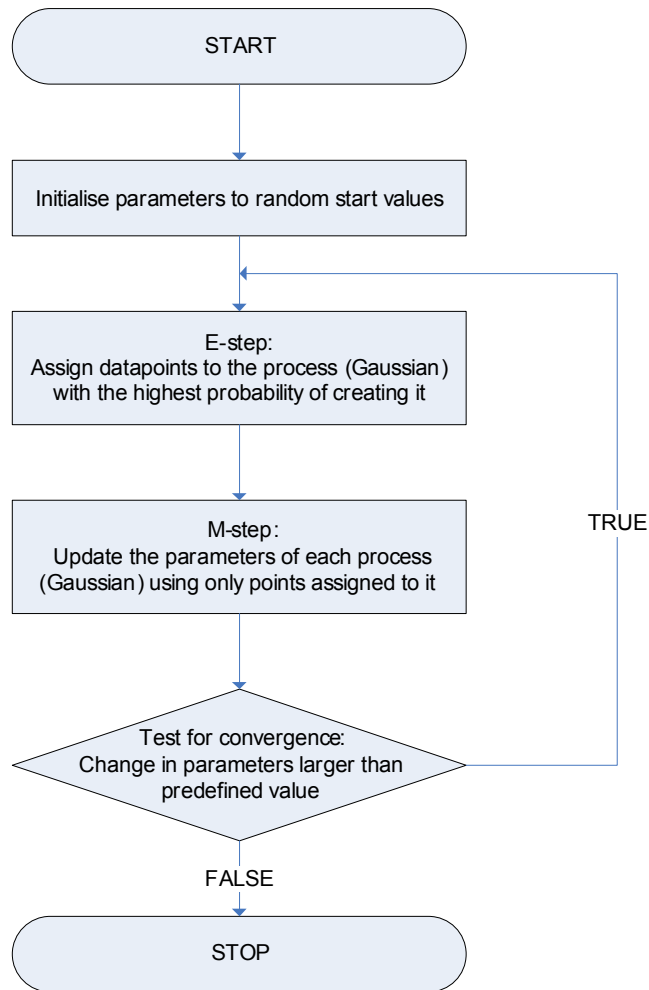 START
Initialise parameters to random start values
E-step:
Assign datapoints to the process (Gaussian)
with the highest probability of creating it
M-step:
Update the parameters of each process
(Gaussian) using only points assigned to it
TRUE
Test for convergence:
Change in parameters larger than
predefined value
FALSE
STOP